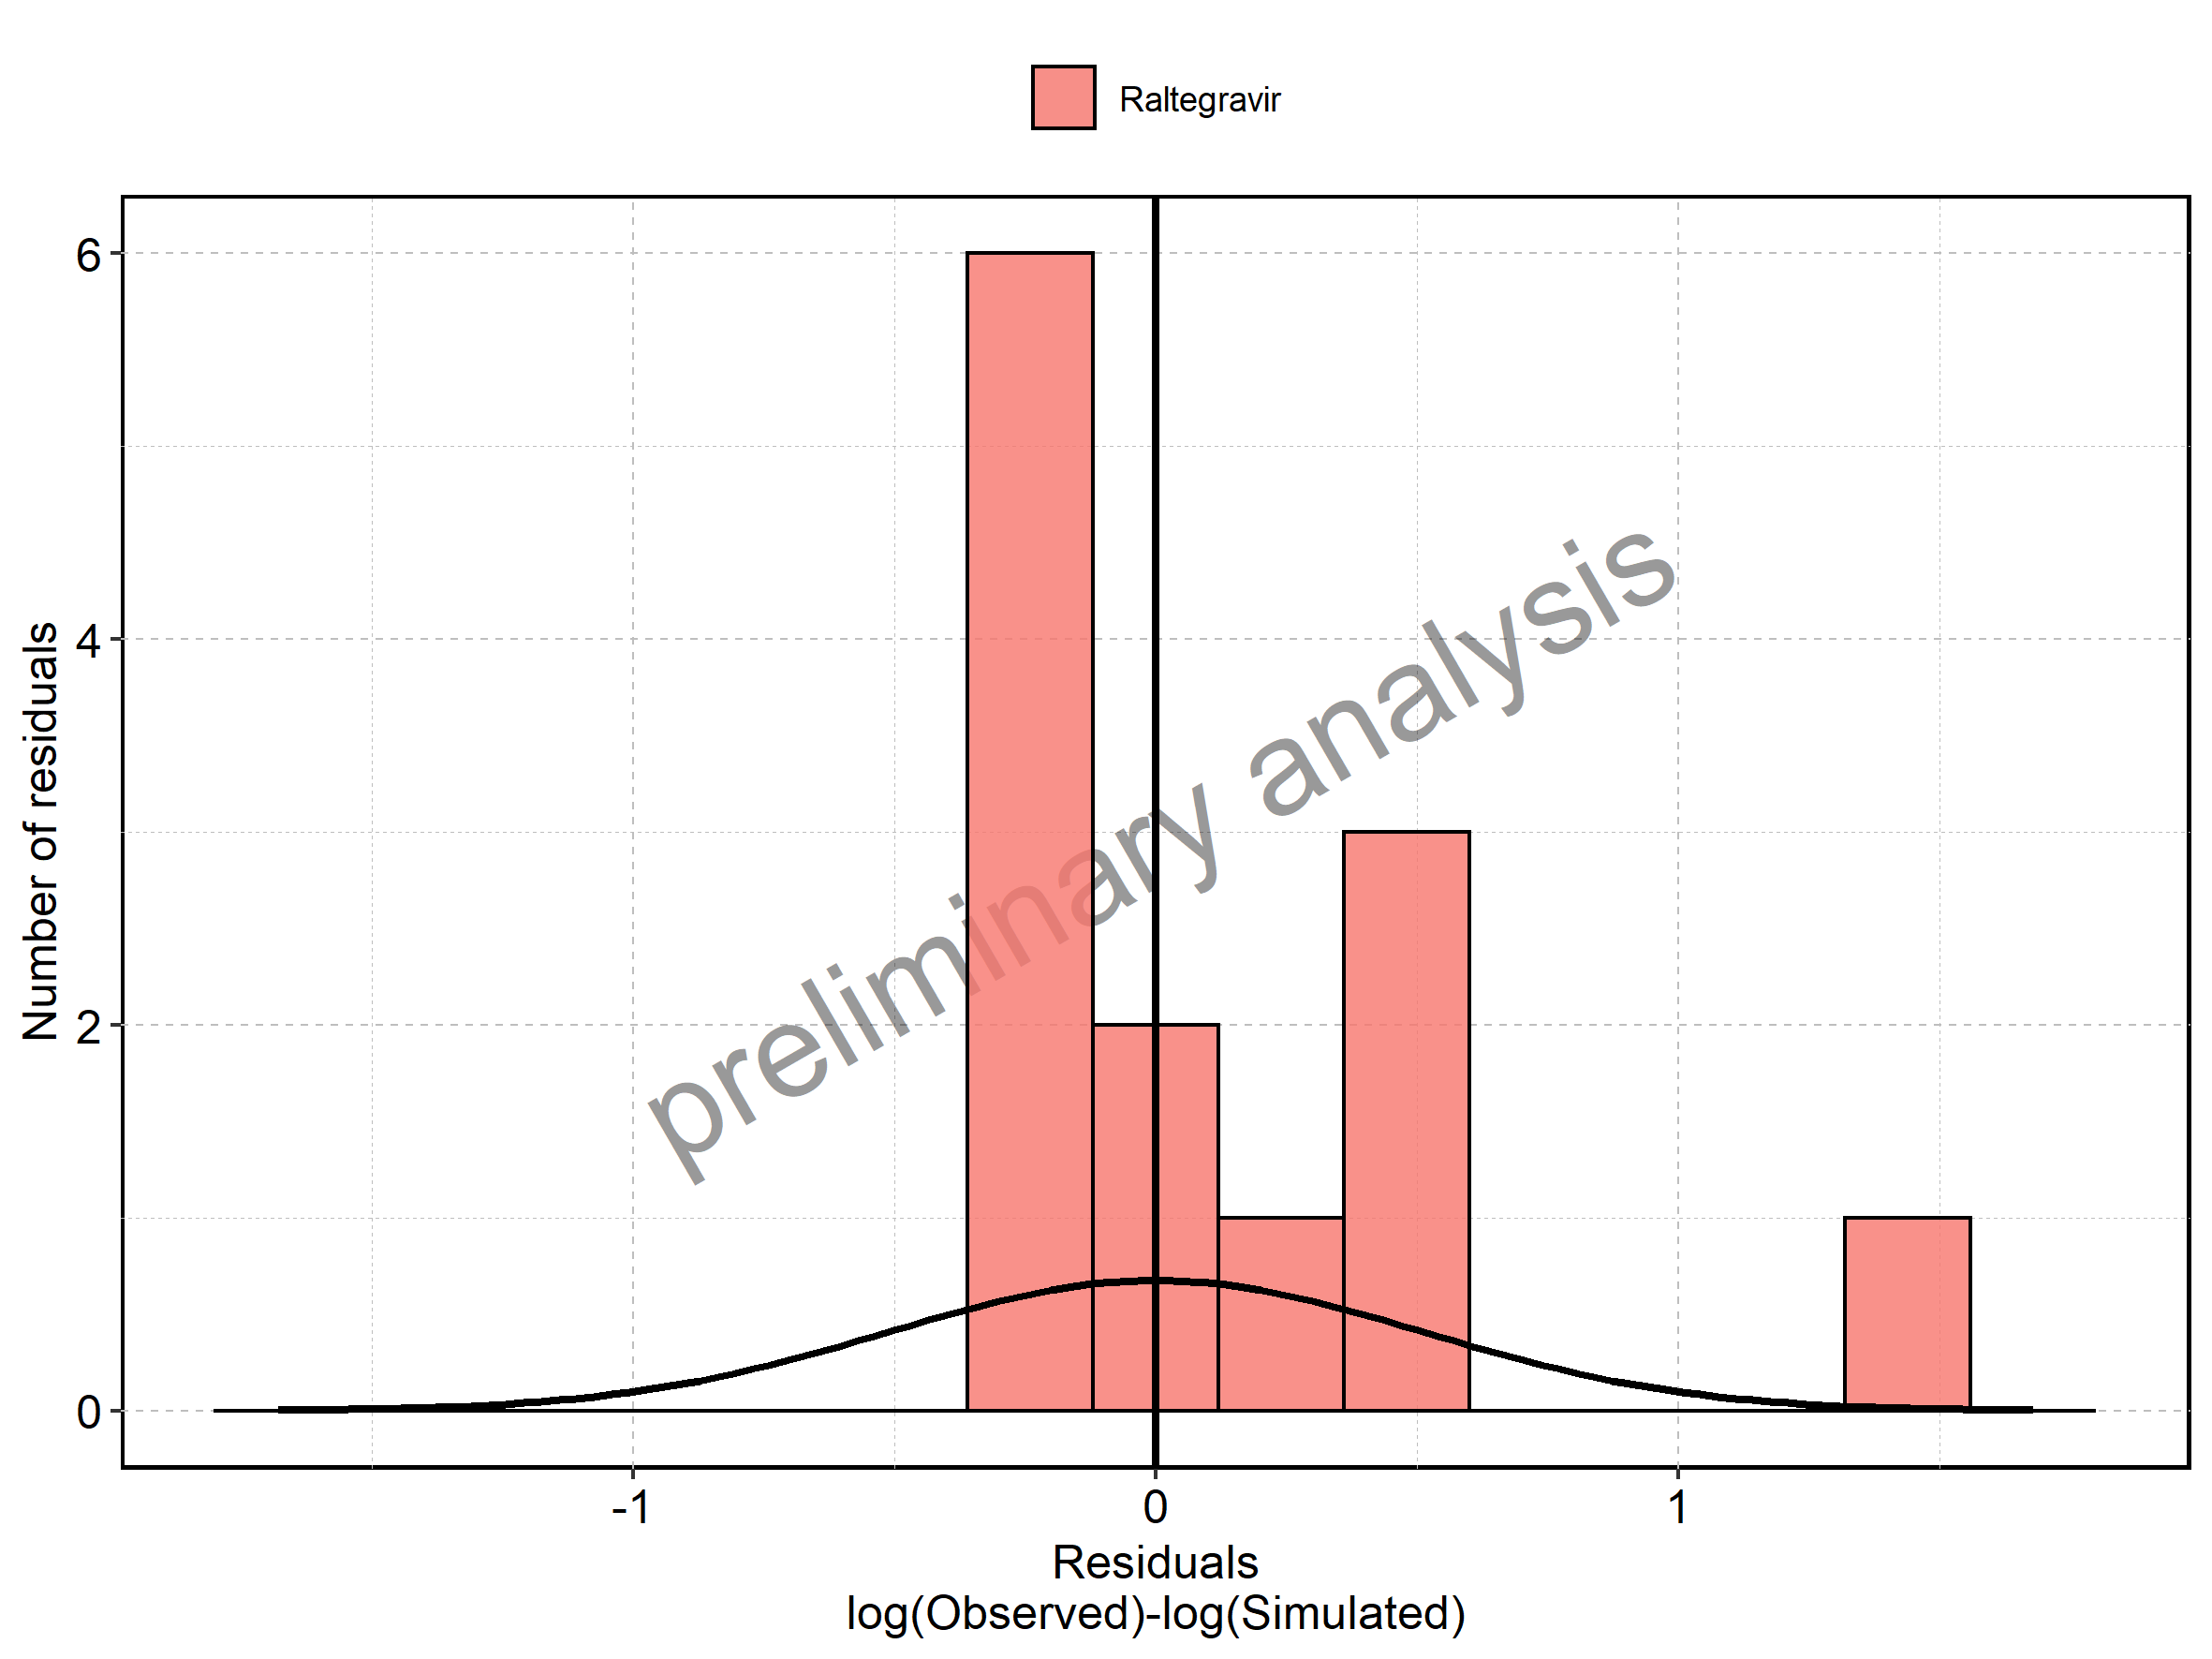 Raltegravir
6
4
2
0
Number of residuals
preliminary analysis
-1
0
1
Residuals
log(Observed)-log(Simulated)